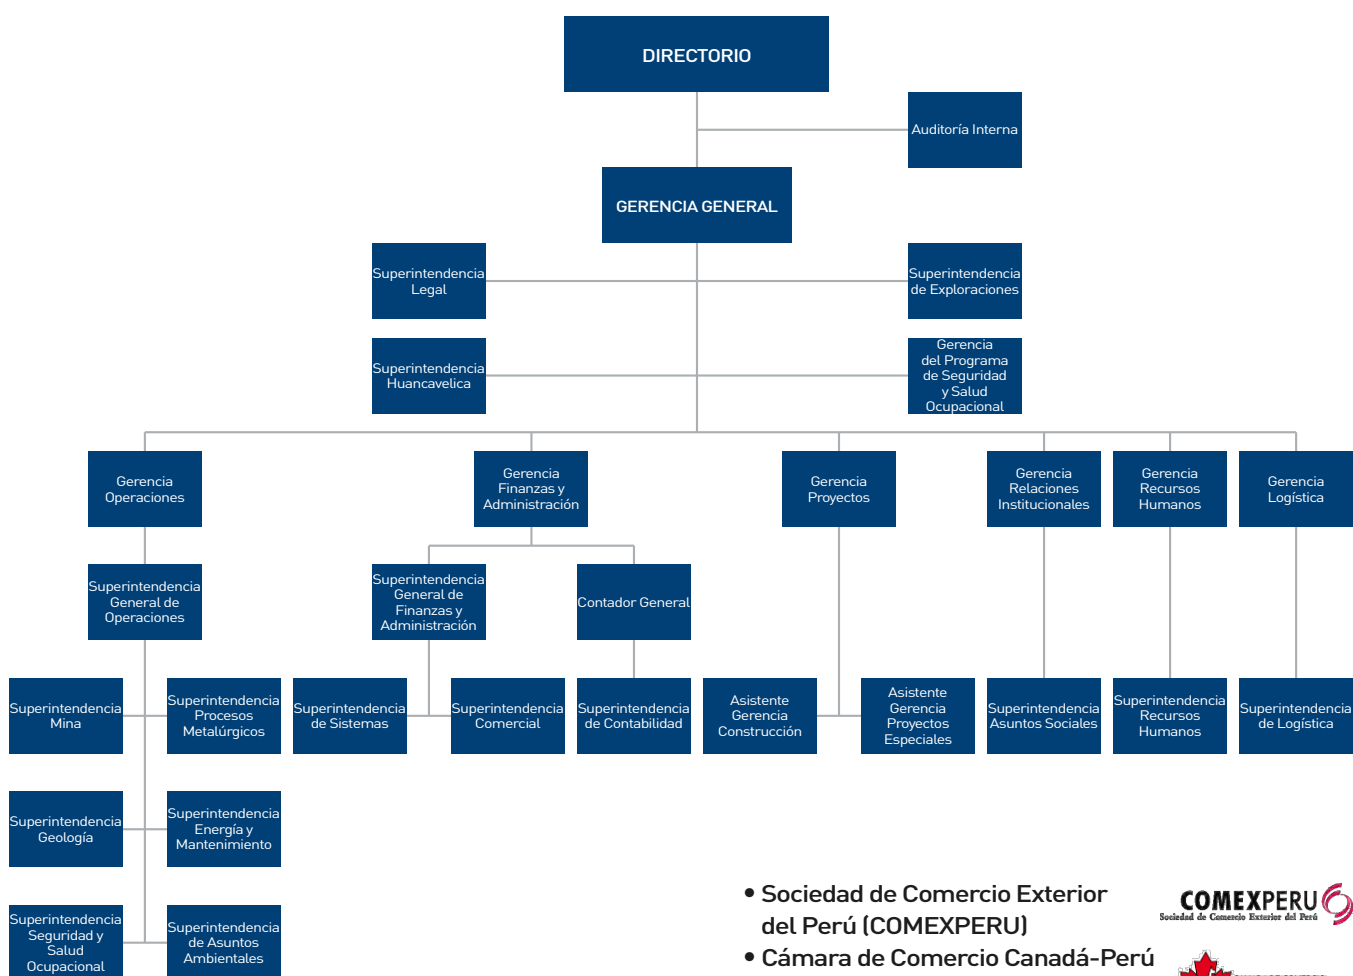 DIRECTORIO
Auditoría Interna
GERENCIA GENERAL
Superintendencia
Legal
Superintendencia
de Exploraciones
Superintendencia
Huancavelica
Gerencia
del Programa
de Seguridad
y Salud
Ocupacional
Gerencia
Operaciones
Gerencia
Finanzas y
Administración
Gerencia
Proyectos
Gerencia
Relaciones
Institucionales
Gerencia
Recursos
Humanos
Gerencia
Logística
Superintendencia
General de
Operaciones
Superintendencia
General de
Finanzas y
Administración
Contador General
Superintendencia
Mina
Superintendencia
Procesos
Metalúrgicos
Superintendencia
de Sistemas
Superintendencia
Comercial
Superintendencia
de Contabilidad
Asistente
Gerencia
Construcción
Asistente
Gerencia
Proyectos
Especiales
Superintendencia
Asuntos Sociales
Superintendencia
Recursos
Humanos
Superintendencia
de Logística
Superintendencia
Geología
Superintendencia
Energía y
Mantenimiento
Superintendencia
Seguridad y
Salud
Ocupacional
Superintendencia
de Asuntos
Ambientales
• Sociedad de Comercio Exterior
del Perú (COMEXPERU)
• Cámara de Comercio Canadá-Perú
COMEXPERU
Sociedad de Comercio Exterior del Perú